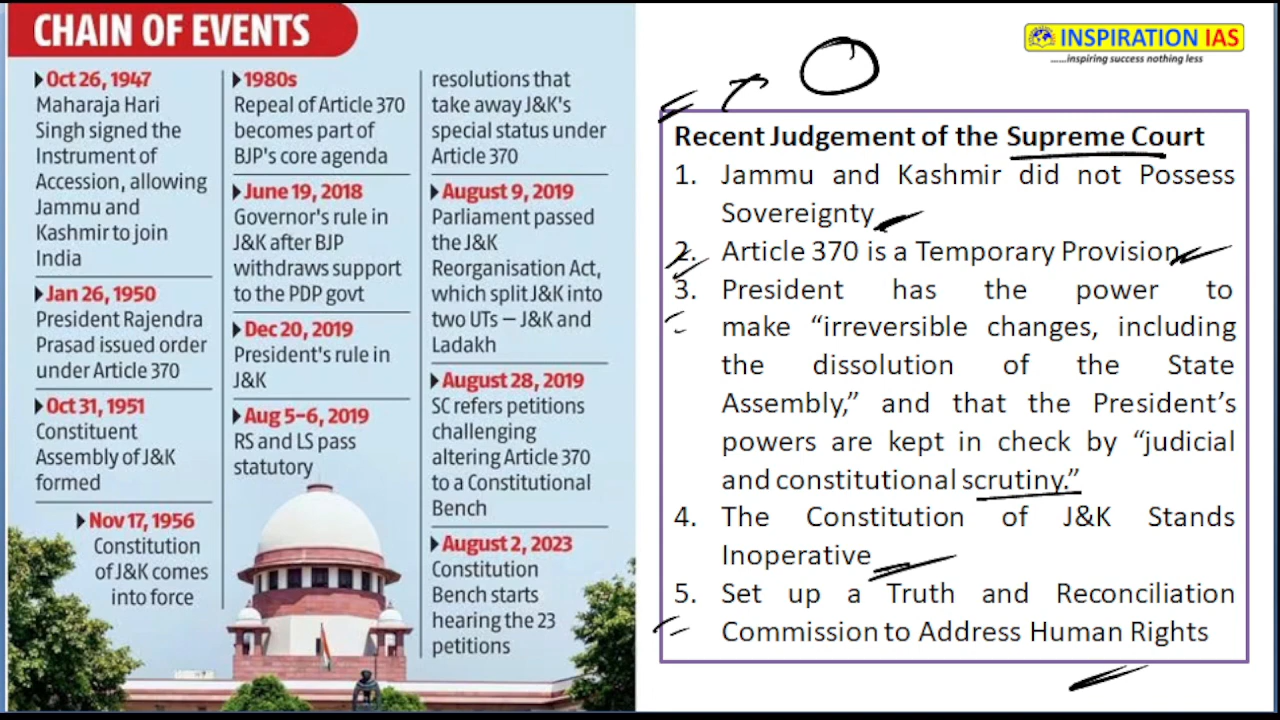 CHAIN OF EVENTS
Oct 26, 1947
Maharaja Hari
Singh signed the
Instrument of
Accession, allowing
Jammu and
Kashmir to join
India
Jan 26, 1950
President Rajendra
Prasad issued order
under Article 370
Oct 31, 1951
Constituent
Assembly of J&K
formed
Nov 17, 1956
Constitution
of J&K comes
into force
1980s
Repeal of Article 370
becomes part of
BJP's core agenda
June 19, 2018
Governor's rule in
J&K after BJP
withdraws support
to the PDP govt
Dec 20, 2019
President's rule in
J&K
Aug 5–6, 2019
RS and LS pass
statutory
resolutions that
take away J&K's
special status under
Article 370
August 9, 2019
Parliament passed
the J&K
Reorganisation Act,
which split J&K into
two UTs – J&K and
Ladakh
August 28, 2019
SC refers petitions
challenging
altering Article 370
to a Constitutional
Bench
August 2, 2023
Constitution
Bench starts
hearing the 23
petitions
INSPIRATION IAS
......inspiring success nothing less
Recent Judgement of the Supreme Court
1. Jammu and Kashmir did not Possess
Sovereignty
2. Article 370 is a Temporary Provision
3. President has the power to
make “irreversible changes, including
the dissolution of the State
Assembly,” and that the President’s
powers are kept in check by “judicial
and constitutional scrutiny.”
4. The Constitution of J&K Stands
Inoperative
5. Set up a Truth and Reconciliation
Commission to Address Human Rights